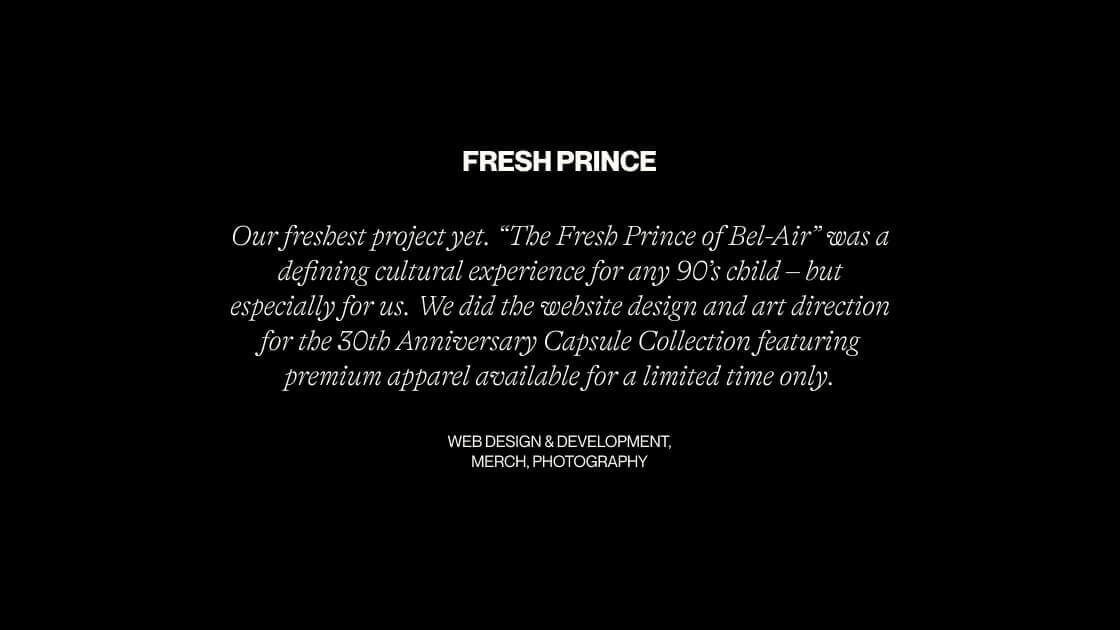 FRESH PRINCE
Our freshest project yet. “The Fresh Prince of Bel-Air” was a
defining cultural experience for any 90’s child – but
especially for us. We did the website design and art direction
for the 30th Anniversary Capsule Collection featuring
premium apparel available for a limited time only.
WEB DESIGN & DEVELOPMENT,
MERCH, PHOTOGRAPHY